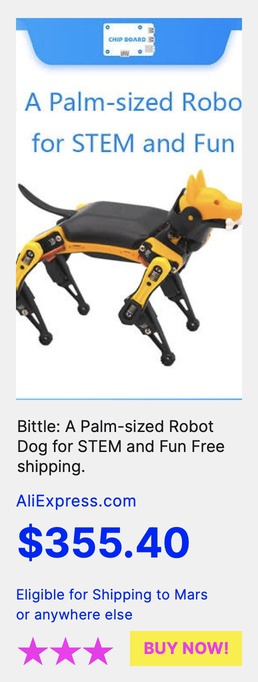 CHIP BOARD
A Palm-sized Robo
for STEM and Fun
Bittle: A Palm-sized Robot
Dog for STEM and Fun Free
shipping.
AliExpress.com
$355.40
Eligible for Shipping to Mars
or anywhere else
BUY NOW!